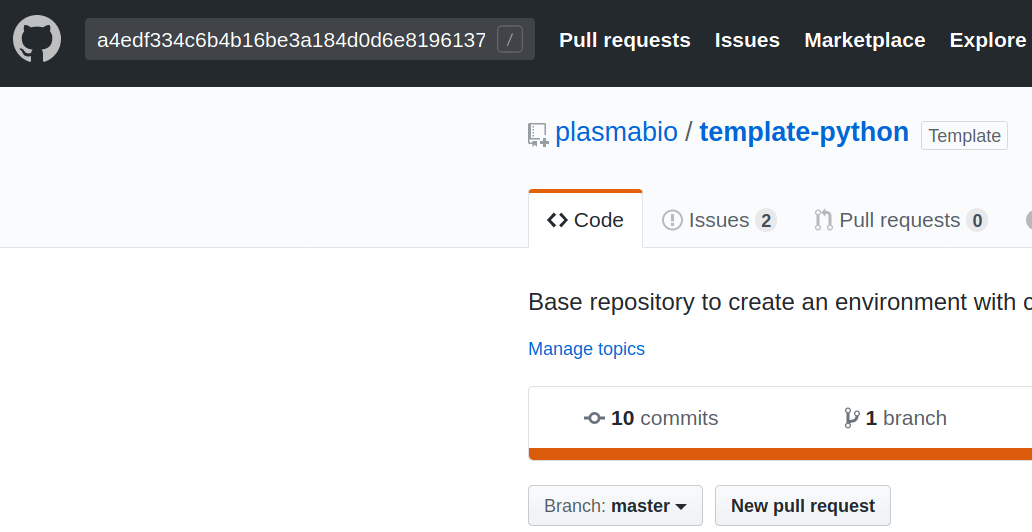 a4edf334c6b4b16be3a184d0d6e8196137 / Pull requests Issues Marketplace Explore
plasmabio / template-python Template
Code Issues 2 Pull requests 0
Base repository to create an environment with
Manage topics
10 commits 1 branch
Branch: master New pull request